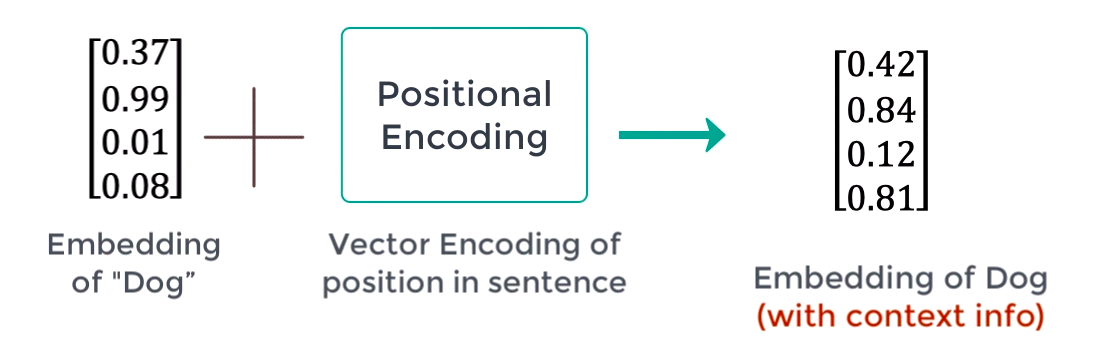 [0.37
0.99
0.01
0.08]
Embedding
of "Dog”
Positional
Encoding
Vector Encoding of
position in sentence
[0.42
0.84
0.12
0.81]
Embedding of Dog
(with context info)